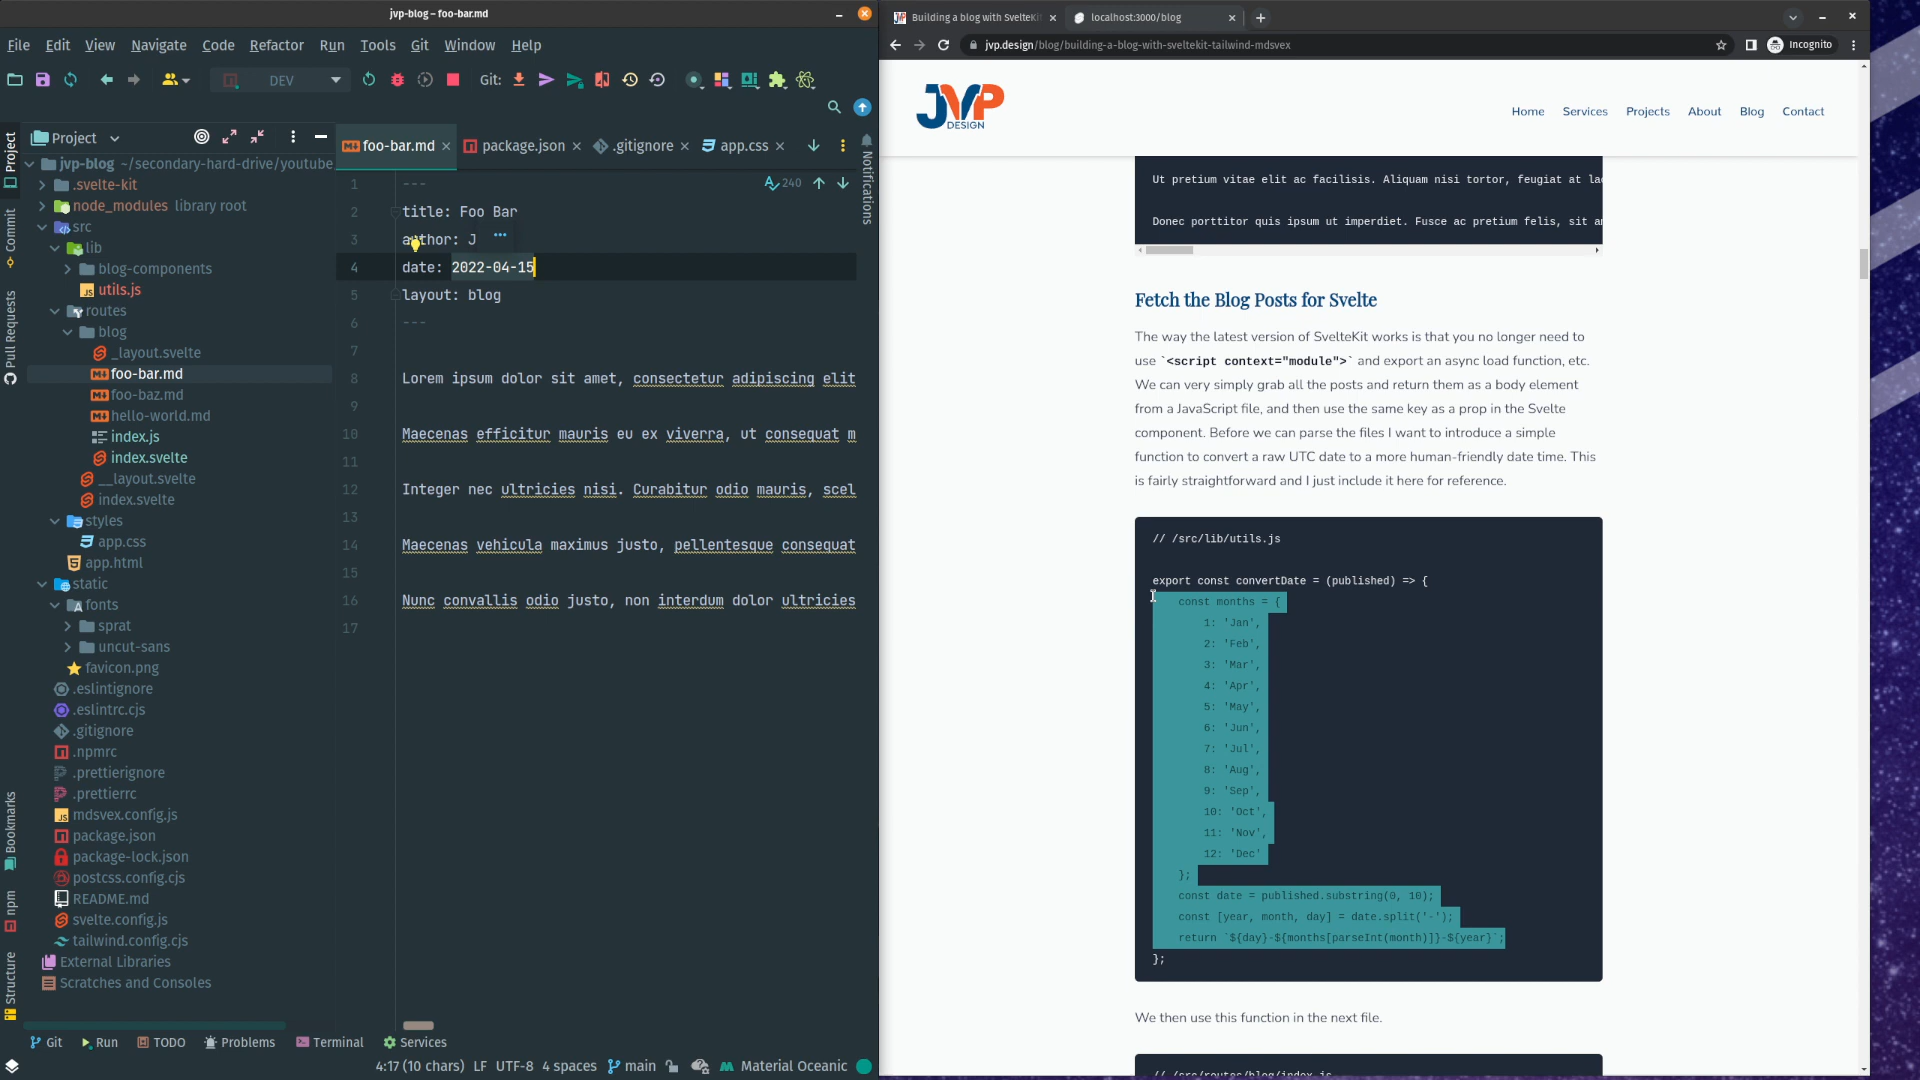 jvp-blog – foo-bar.md
File Edit View Navigate Code Refactor Run Tools Git Window Help
DEV
Git:
Project
foo-bar.md
package.json
.gitignore
app.css
Project
Commit
Pull Requests
Bookmarks
npm
Structure
Notifications
jvp-blog ~/secondary-hard-drive/youtube
.svelte-kit
node_modules library root
src
lib
blog-components
utils.js
routes
blog
_layout.svelte
foo-bar.md
foo-baz.md
hello-world.md
index.js
index.svelte
__layout.svelte
index.svelte
styles
app.css
app.html
static
fonts
sprat
uncut-sans
favicon.png
.eslintignore
.eslintrc.cjs
.gitignore
.npmrc
.prettierignore
.prettierrc
mdsvex.config.js
package.json
package-lock.json
postcss.config.cjs
README.md
svelte.config.js
tailwind.config.cjs
External Libraries
Scratches and Consoles
240
1 ---
2 title: Foo Bar
3 author: J
4 date: 2022-04-15
5 layout: blog
6 ---
7
8 Lorem ipsum dolor sit amet, consectetur adipiscing elit
9
10 Maecenas efficitur mauris eu ex viverra, ut consequat m
11
12 Integer nec ultricies nisi. Curabitur odio mauris, scel
13
14 Maecenas vehicula maximus justo, pellentesque consequat
15
16 Nunc convallis odio justo, non interdum dolor ultricies
17
Git Run TODO Problems Terminal Services
4:17 (10 chars) LF UTF-8 4 spaces main Material Oceanic
Building a blog with SvelteKit
localhost:3000/blog
jvp.design/blog/building-a-blog-with-sveltekit-tailwind-mdsvex
Incognito
JVP
DESIGN
Home Services Projects About Blog Contact
Ut pretium vitae elit ac facilisis. Aliquam nisi tortor, feugiat at la
Donec porttitor quis ipsum ut imperdiet. Fusce ac pretium felis, sit a
Fetch the Blog Posts for Svelte
The way the latest version of SvelteKit works is that you no longer need to
use `<script context="module">` and export an async load function, etc.
We can very simply grab all the posts and return them as a body element
from a JavaScript file, and then use the same key as a prop in the Svelte
component. Before we can parse the files I want to introduce a simple
function to convert a raw UTC date to a more human-friendly date time. This
is fairly straightforward and I just include it here for reference.
// /src/lib/utils.js
export const convertDate = (published) => {
const months = {
1: 'Jan',
2: 'Feb',
3: 'Mar',
4: 'Apr',
5: 'May',
6: 'Jun',
7: 'Jul',
8: 'Aug',
9: 'Sep',
10: 'Oct',
11: 'Nov',
12: 'Dec'
};
const date = published.substring(0, 10);
const [year, month, day] = date.split('-');
return `${day}-${months[parseInt(month)]}-${year}`;
};
We then use this function in the next file.
// /src/routes/blog/index.js